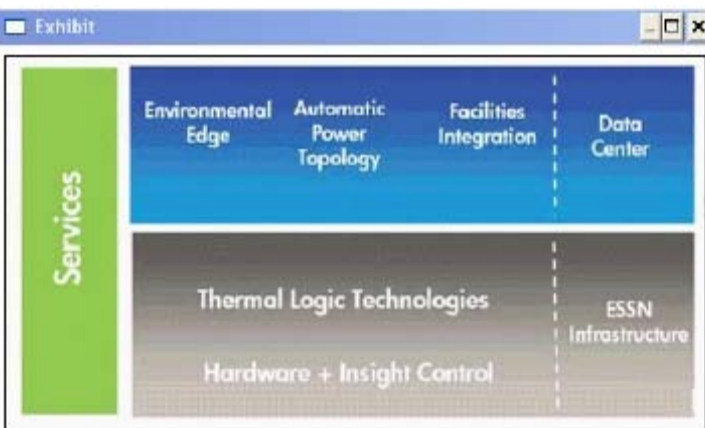 Exhibit
Services
Environmental
Edge
Automatic
Power
Topology
Facilities
Integration
Data
Center
Thermal Logic Technologies
Hardware + Insight Control
ESSN
Infrastructure